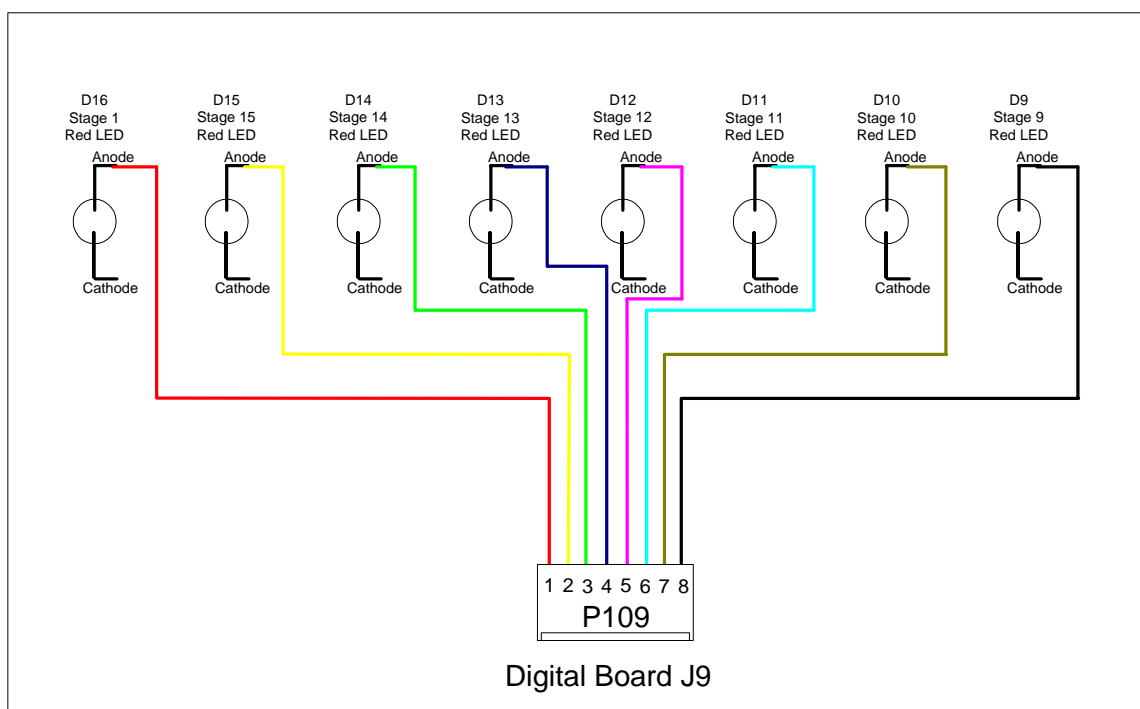 D16
Stage 1
Red LED
Anode
Cathode
D15
Stage 15
Red LED
Anode
Cathode
D14
Stage 14
Red LED
Anode
Cathode
D13
Stage 13
Red LED
Anode
Cathode
D12
Stage 12
Red LED
Anode
Cathode
D11
Stage 11
Red LED
Anode
Cathode
D10
Stage 10
Red LED
Anode
Cathode
D9
Stage 9
Red LED
Anode
Cathode
1 2 3 4 5 6 7 8
P109
Digital Board J9